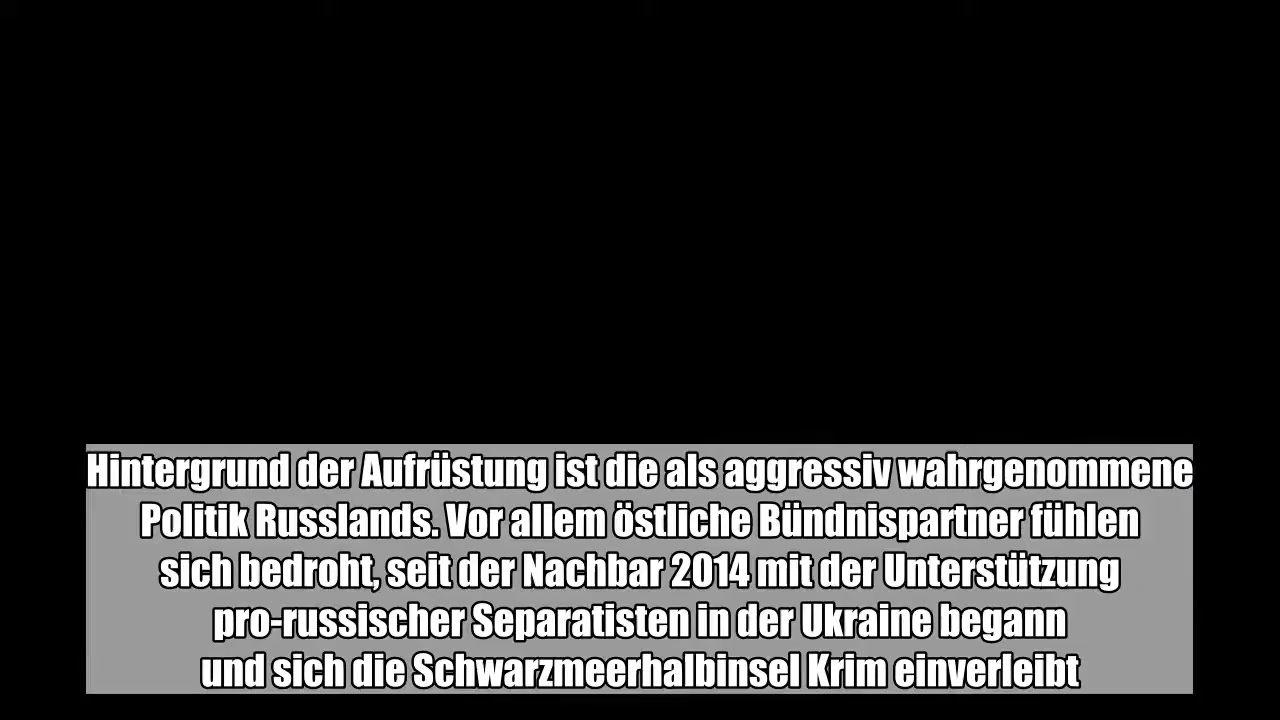 Hintergrund der Aufrüstung ist die als aggressiv wahrgenommene
Politik Russlands. Vor allem östliche Bündnispartner fühlen
sich bedroht, seit der Nachbar 2014 mit der Unterstützung
pro-russischer Separatisten in der Ukraine begann
und sich die Schwarzmeerhalbinsel Krim einverleibt